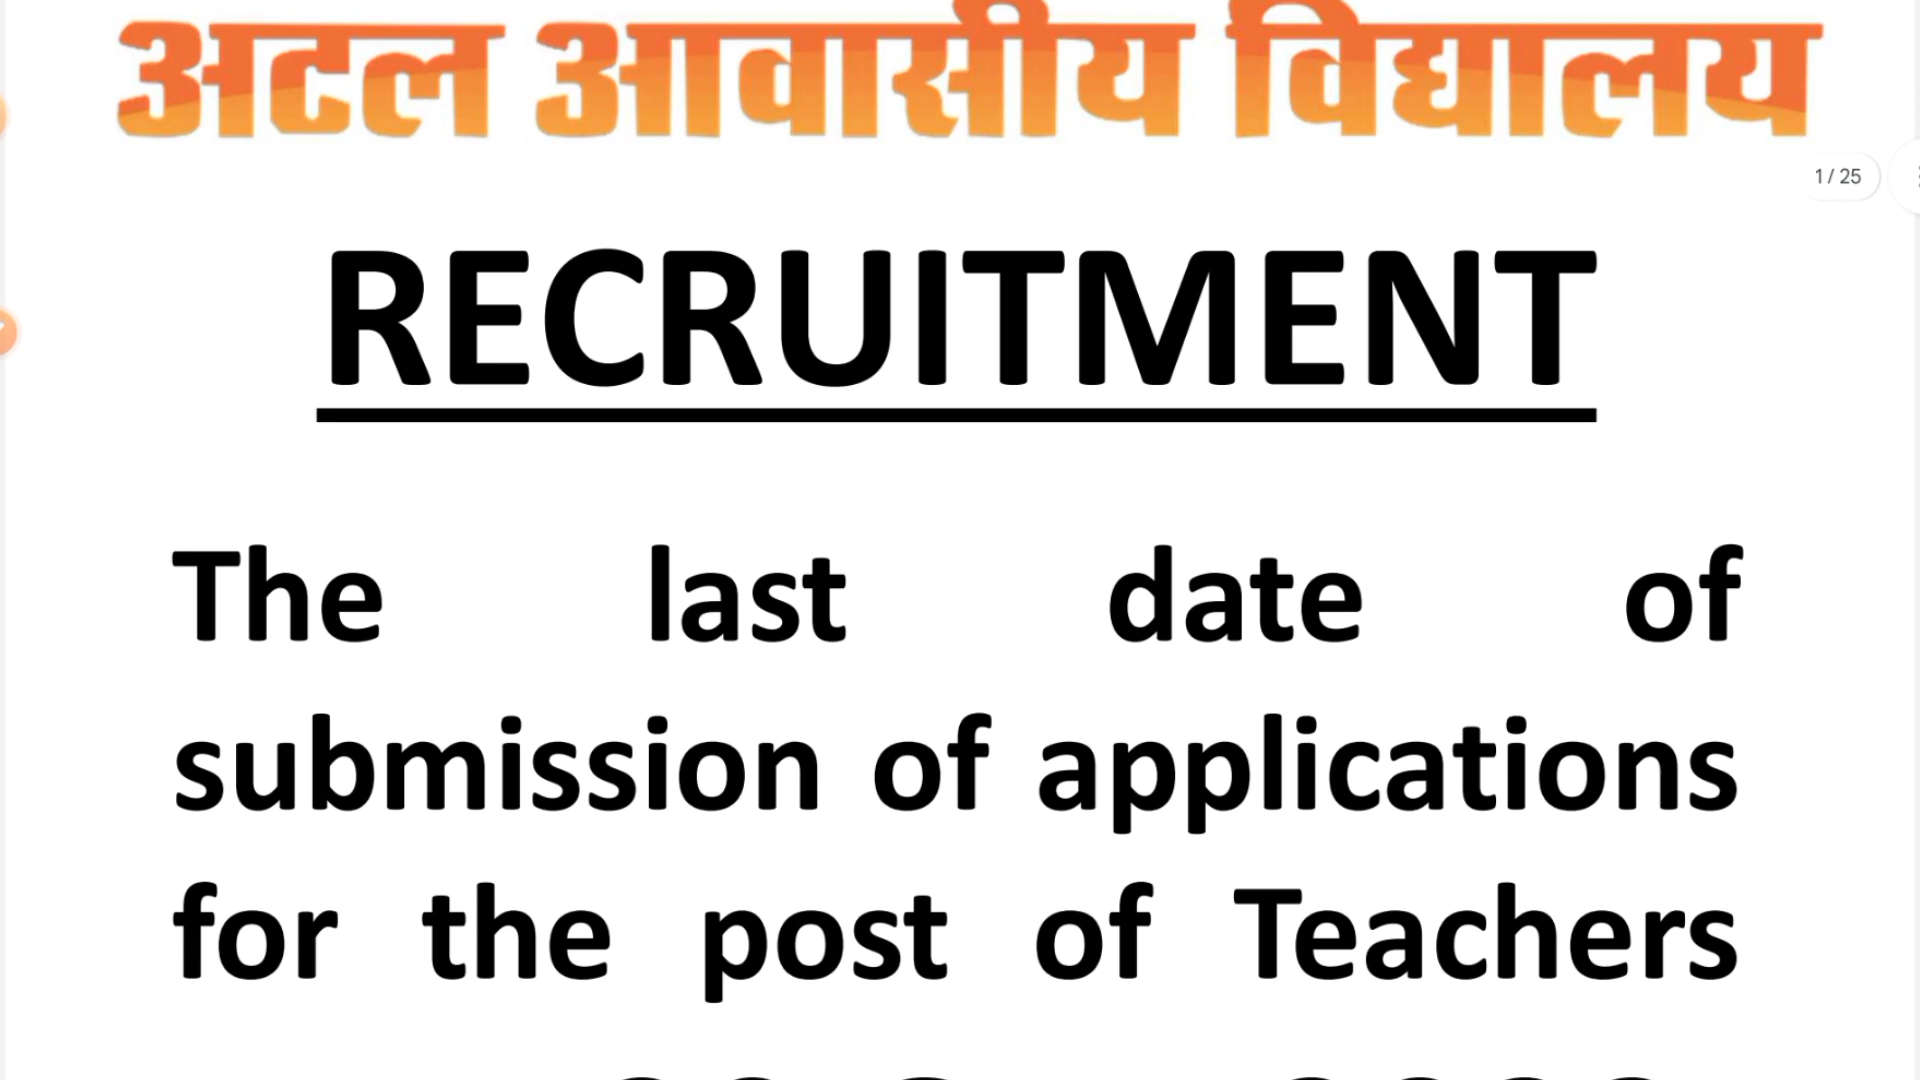 अटल आवासीय विद्यालय
1 / 25
RECRUITMENT
The last date of
submission of applications
for the post of Teachers